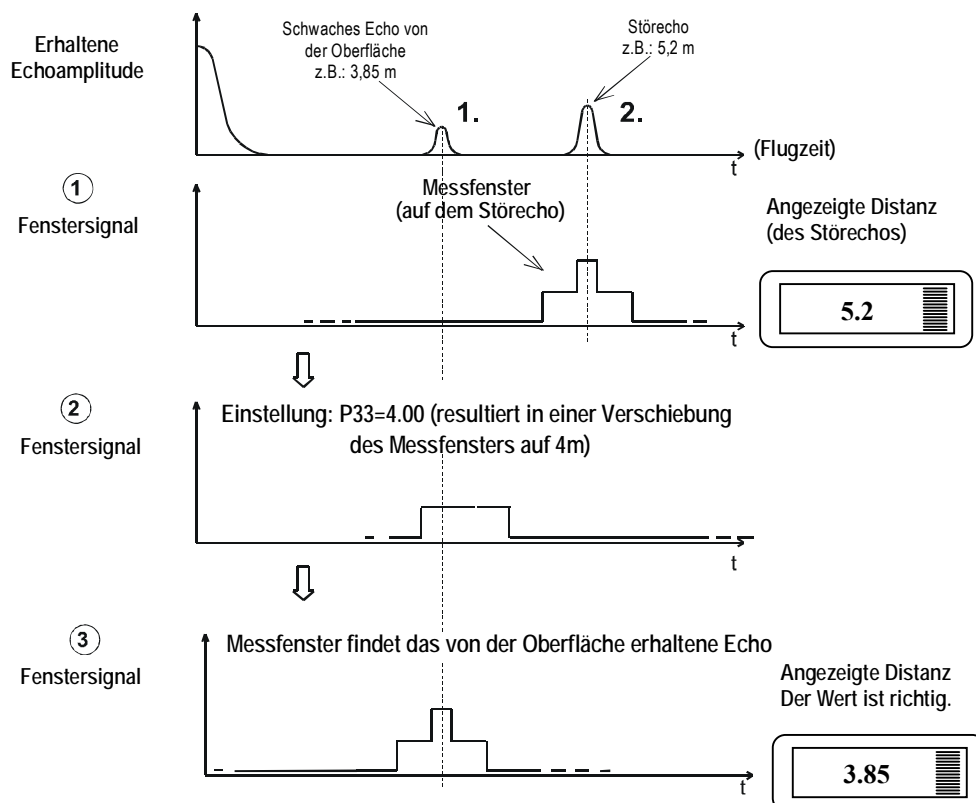 Erhaltene
Echoamplitude
Schwaches Echo von
der Oberfläche
z.B.: 3,85 m
1.
Störecho
z.B.: 5,2 m
2.
(Flugzeit)
t
1
Fenstersignal
Messfenster
(auf dem Störecho)
t
Angezeigte Distanz
(des Störechos)
5.2
2
Fenstersignal
Einstellung: P33=4.00 (resultiert in einer Verschiebung
des Messfensters auf 4m)
t
3
Fenstersignal
Messfenster findet das von der Oberfläche erhaltene Echo
t
Angezeigte Distanz
Der Wert ist richtig.
3.85